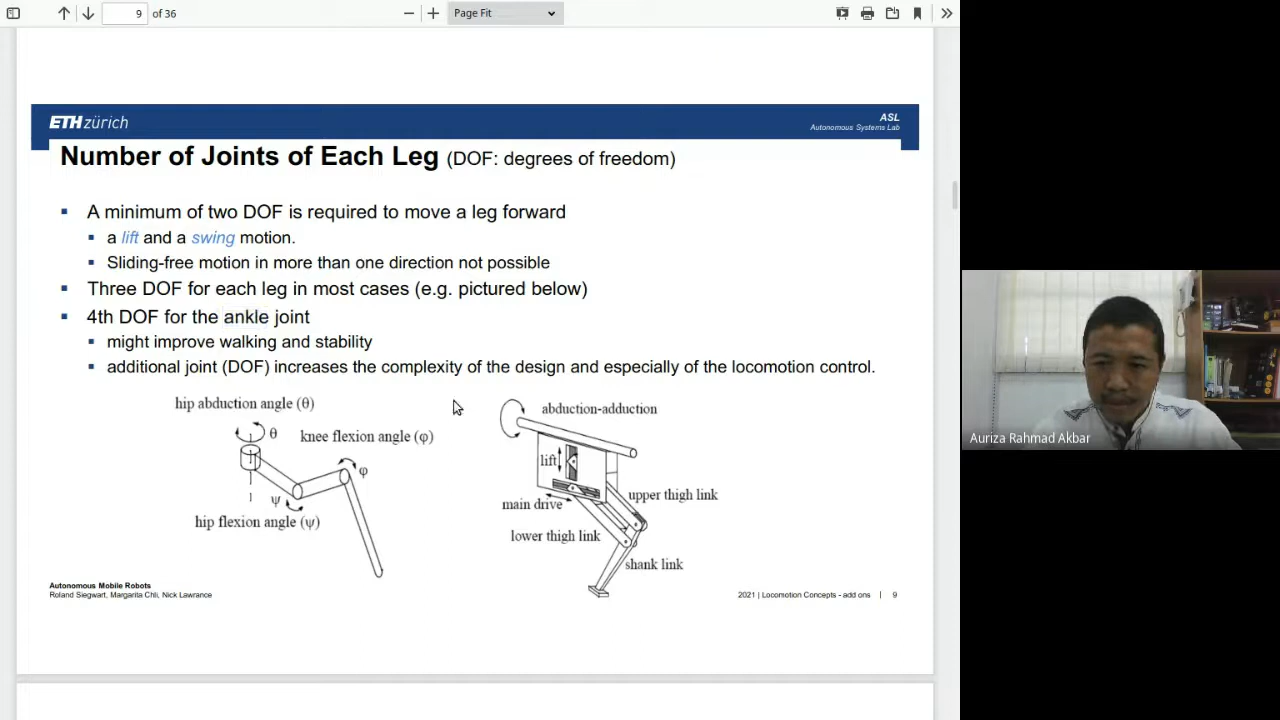 9 of 36
Page Fit
ETH zürich
ASL
Autonomous Systems Lab
Number of Joints of Each Leg (DOF: degrees of freedom)
A minimum of two DOF is required to move a leg forward
a lift and a swing motion.
Sliding-free motion in more than one direction not possible
Three DOF for each leg in most cases (e.g. pictured below)
4th DOF for the ankle joint
might improve walking and stability
additional joint (DOF) increases the complexity of the design and especially of the locomotion control.
hip abduction angle (θ)
θ
knee flexion angle (φ)
φ
ψ
hip flexion angle (ψ)
abduction-adduction
lift
main drive
upper thigh link
lower thigh link
shank link
Autonomous Mobile Robots
Roland Siegwart, Margarita Chli, Nick Lawrance
2021 | Locomotion Concepts - add ons | 9
Auriza Rahmad Akbar